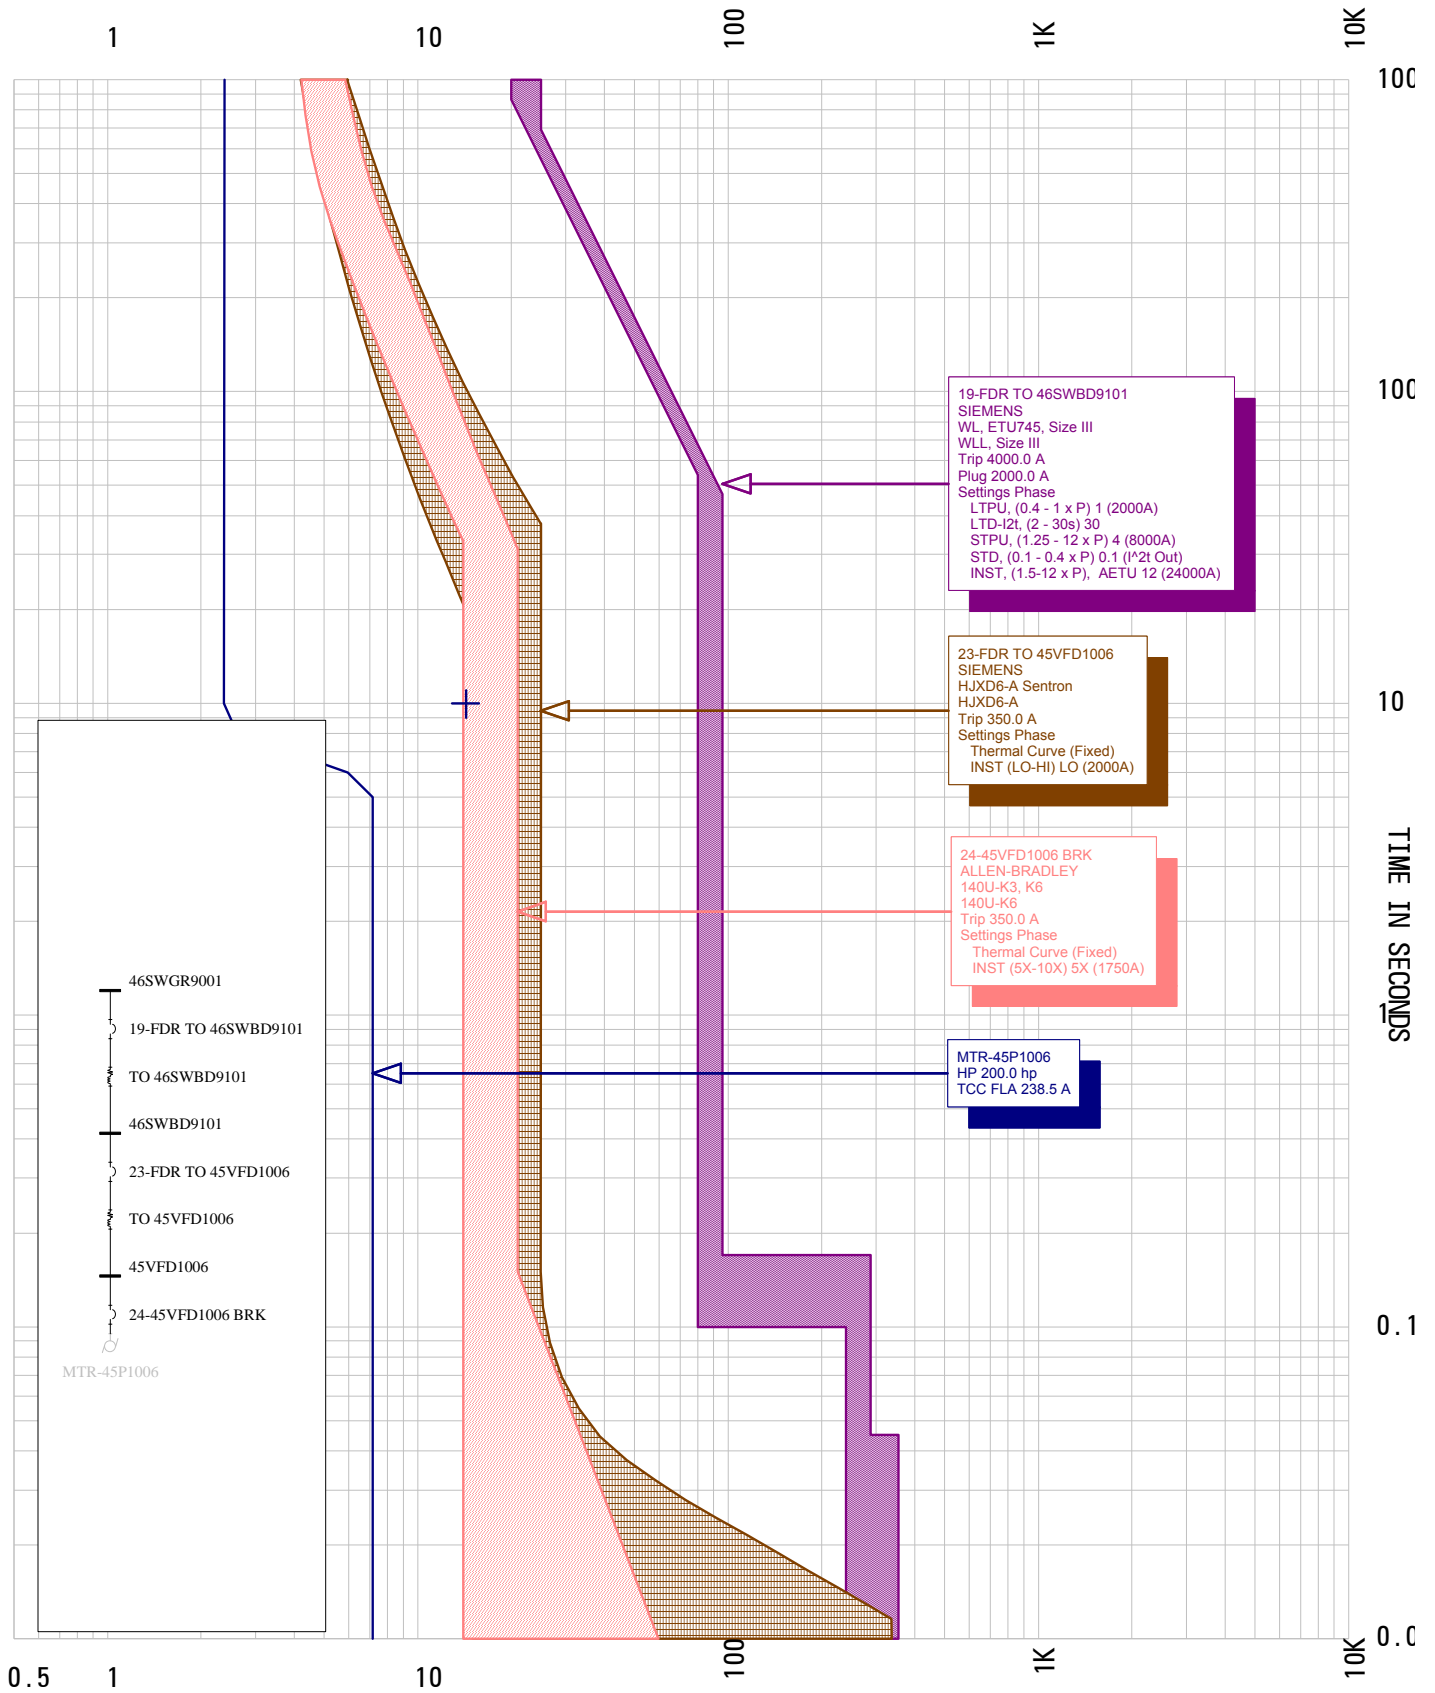 1
10
100
1K
10K
100
100
10
1
0.1
0.0
TIME IN SECONDS
19-FDR TO 46SWBD9101
SIEMENS
WL, ETU745, Size III
WLL, Size III
Trip 4000.0 A
Plug 2000.0 A
Settings Phase
LTPU, (0.4 - 1 x P) 1 (2000A)
LTD-I2t, (2 - 30s) 30
STPU, (1.25 - 12 x P) 4 (8000A)
STD, (0.1 - 0.4 x P) 0.1 (I^2t Out)
INST, (1.5-12 x P), AETU 12 (24000A)
23-FDR TO 45VFD1006
SIEMENS
HJXD6-A Sentron
HJXD6-A
Trip 350.0 A
Settings Phase
Thermal Curve (Fixed)
INST (LO-HI) LO (2000A)
24-45VFD1006 BRK
ALLEN-BRADLEY
140U-K3, K6
140U-K6
Trip 350.0 A
Settings Phase
Thermal Curve (Fixed)
INST (5X-10X) 5X (1750A)
MTR-45P1006
HP 200.0 hp
TCC FLA 238.5 A
46SWGR9001
19-FDR TO 46SWBD9101
TO 46SWBD9101
46SWBD9101
23-FDR TO 45VFD1006
TO 45VFD1006
45VFD1006
24-45VFD1006 BRK
MTR-45P1006
0.5
1
10
100
1K
10K